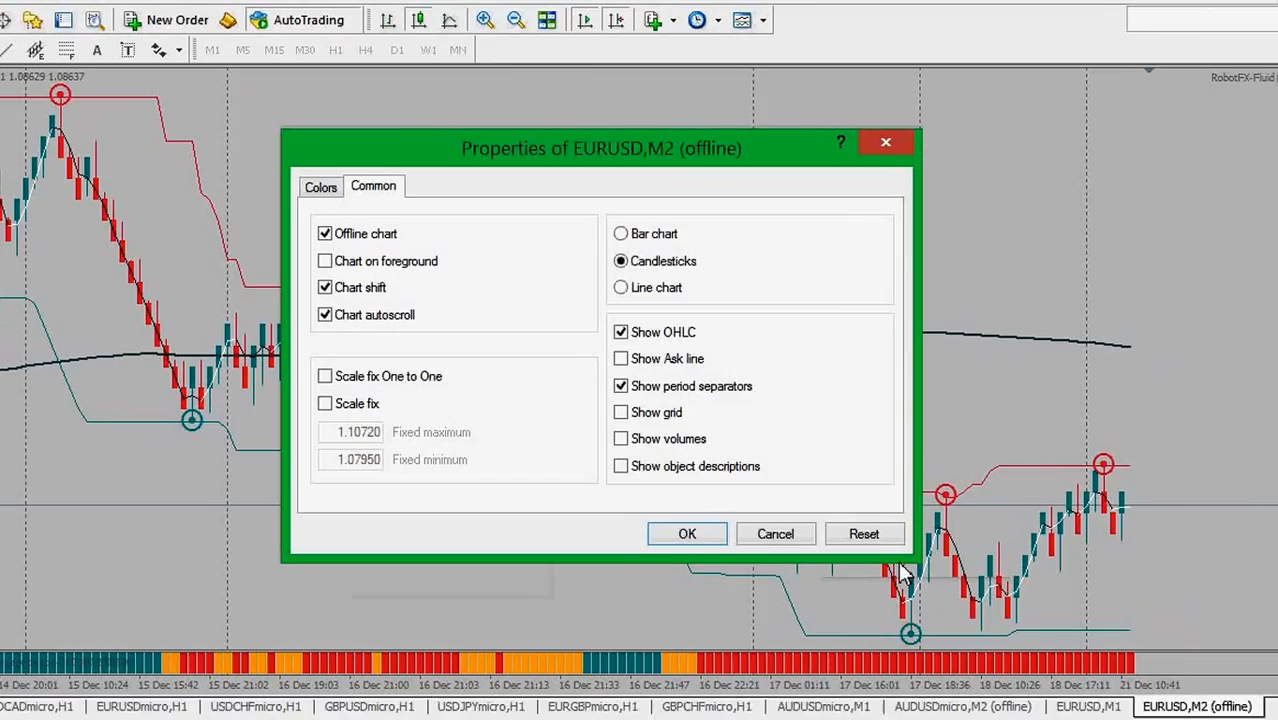 New Order
AutoTrading
A
T
M1 M5 M15 M30 H1 H4 D1 W1 MN
1 1.08629 1.08637
RobotFX-Fluid
Properties of EURUSD,M2 (offline)
?
Colors
Common
Offline chart
Chart on foreground
Chart shift
Chart autoscroll
Scale fix One to One
Scale fix
1.10720 Fixed maximum
1.07950 Fixed minimum
Bar chart
Candlesticks
Line chart
Show OHLC
Show Ask line
Show period separators
Show grid
Show volumes
Show object descriptions
OK
Cancel
Reset
14 Dec 20:01 15 Dec 10:24 15 Dec 15:42 15 Dec 21:02 16 Dec 19:03 16 Dec 21:03 16 Dec 21:13 16 Dec 21:33 16 Dec 21:47 16 Dec 22:21 17 Dec 01:11 17 Dec 16:01 17 Dec 18:36 18 Dec 10:26 18 Dec 17:11 21 Dec 10:41
CADmicro,H1 EURUSDmicro,H1 USDCHFmicro,H1 GBPUSDmicro,H1 USDJPYmicro,H1 EURGBPmicro,H1 GBPCHFmicro,H1 AUDUSDmicro,M1 AUDUSDmicro,M2 (offline) EURUSD,M1 EURUSD,M2 (offline)